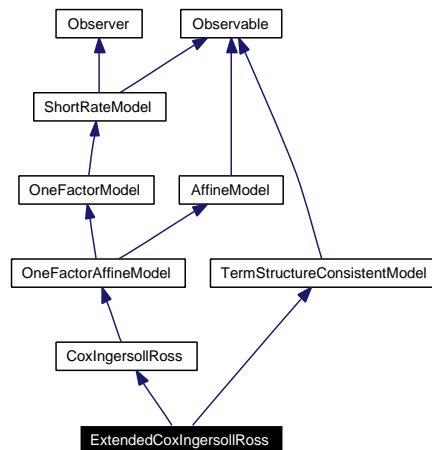 Observer
Observable
ShortRateModel
OneFactorModel
AffineModel
OneFactorAffineModel
TermStructureConsistentModel
CoxIngersollRoss
ExtendedCoxIngersollRoss